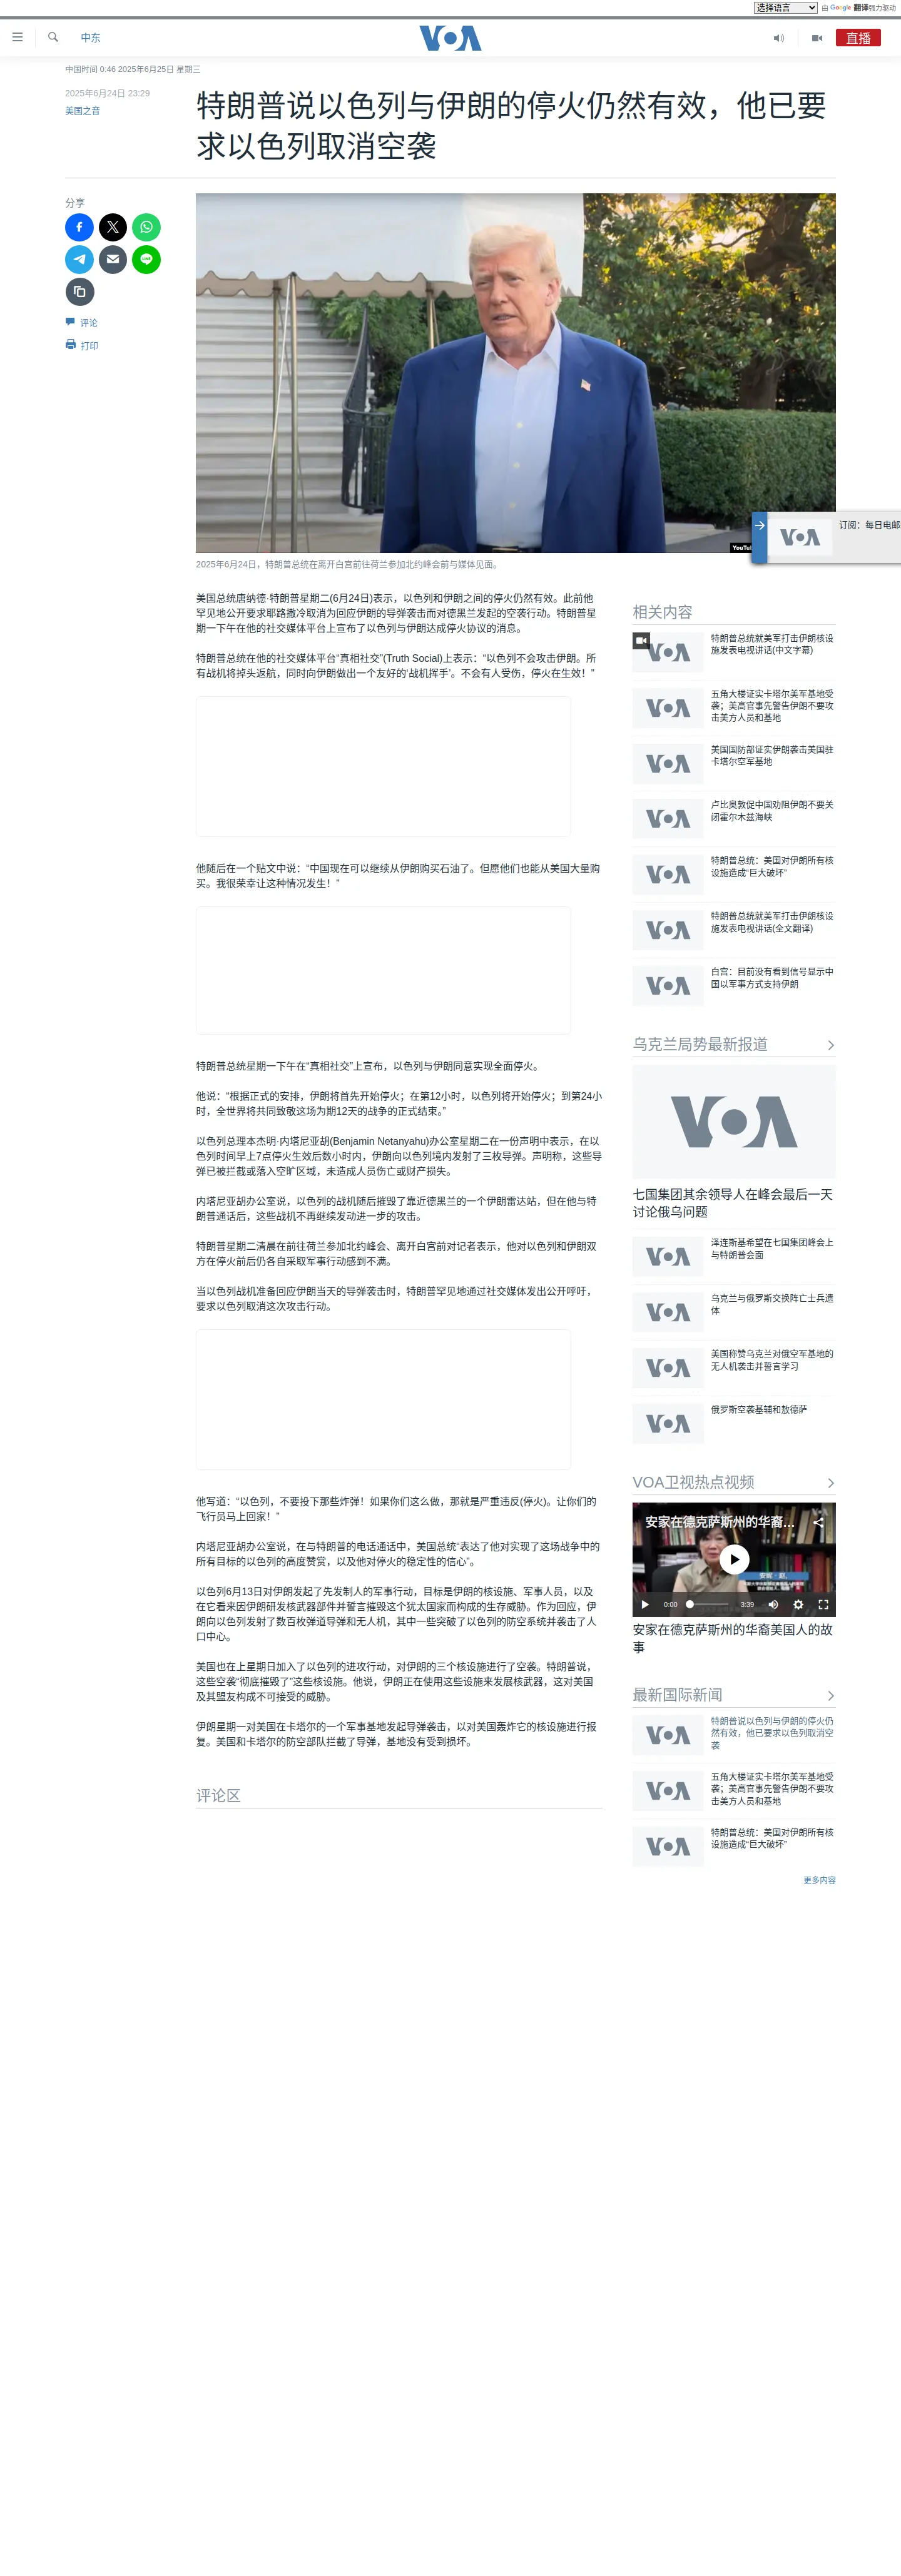 选择语言
由 Google 翻译强力驱动
中东
VOA
直播
中国时间 0:46 2025年6月25日 星期三
2025年6月24日 23:29
美国之音
特朗普说以色列与伊朗的停火仍然有效，他已要
求以色列取消空袭
分享
评论
打印
2025年6月24日，特朗普总统在离开白宫前往荷兰参加北约峰会前与媒体见面。
VOA
订阅：每日电邮
美国总统唐纳德·特朗普星期二(6月24日)表示，以色列和伊朗之间的停火仍然有效。此前他
罕见地公开要求耶路撒冷取消为回应伊朗的导弹袭击而对德黑兰发起的空袭行动。特朗普星
期一下午在他的社交媒体平台上宣布了以色列与伊朗达成停火协议的消息。
特朗普总统在他的社交媒体平台“真相社交”(Truth Social)上表示：“以色列不会攻击伊朗。所
有战机将掉头返航，同时向伊朗做出一个友好的‘战机挥手’。不会有人受伤，停火在生效！”
他随后在一个贴文中说：“中国现在可以继续从伊朗购买石油了。但愿他们也能从美国大量购
买。我很荣幸让这种情况发生！”
特朗普总统星期一下午在“真相社交”上宣布，以色列与伊朗同意实现全面停火。
他说：“根据正式的安排，伊朗将首先开始停火；在第12小时，以色列将开始停火；到第24小
时，全世界将共同致敬这场为期12天的战争的正式结束。”
以色列总理本杰明·内塔尼亚胡(Benjamin Netanyahu)办公室星期二在一份声明中表示，在以
色列时间早上7点停火生效后数小时内，伊朗向以色列境内发射了三枚导弹。声明称，这些导
弹已被拦截或落入空旷区域，未造成人员伤亡或财产损失。
内塔尼亚胡办公室说，以色列的战机随后摧毁了靠近德黑兰的一个伊朗雷达站，但在他与特
朗普通话后，这些战机不再继续发动进一步的攻击。
特朗普星期二清晨在前往荷兰参加北约峰会、离开白宫前对记者表示，他对以色列和伊朗双
方在停火前后仍各自采取军事行动感到不满。
当以色列战机准备回应伊朗当天的导弹袭击时，特朗普罕见地通过社交媒体发出公开呼吁，
要求以色列取消这次攻击行动。
他写道：“以色列，不要投下那些炸弹！如果你们这么做，那就是严重违反(停火)。让你们的
飞行员马上回家！”
内塔尼亚胡办公室说，在与特朗普的电话通话中，美国总统“表达了他对实现了这场战争中的
所有目标的以色列的高度赞赏，以及他对停火的稳定性的信心”。
以色列6月13日对伊朗发起了先发制人的军事行动，目标是伊朗的核设施、军事人员，以及
在它看来因伊朗研发核武器部件并誓言摧毁这个犹太国家而构成的生存威胁。作为回应，伊
朗向以色列发射了数百枚弹道导弹和无人机，其中一些突破了以色列的防空系统并袭击了人
口中心。
美国也在上星期日加入了以色列的进攻行动，对伊朗的三个核设施进行了空袭。特朗普说，
这些空袭“彻底摧毁了”这些核设施。他说，伊朗正在使用这些设施来发展核武器，这对美国
及其盟友构成不可接受的威胁。
伊朗星期一对美国在卡塔尔的一个军事基地发起导弹袭击，以对美国轰炸它的核设施进行报
复。美国和卡塔尔的防空部队拦截了导弹，基地没有受到损坏。
评论区
相关内容
VOA
特朗普总统就美军打击伊朗核设
施发表电视讲话(中文字幕)
VOA
五角大楼证实卡塔尔美军基地受
袭；美高官事先警告伊朗不要攻
击美方人员和基地
VOA
美国国防部证实伊朗袭击美国驻
卡塔尔空军基地
VOA
卢比奥敦促中国劝阻伊朗不要关
闭霍尔木兹海峡
VOA
特朗普总统：美国对伊朗所有核
设施造成“巨大破坏”
VOA
特朗普总统就美军打击伊朗核设
施发表电视讲话(全文翻译)
VOA
白宫：目前没有看到信号显示中
国以军事方式支持伊朗
乌克兰局势最新报道
VOA
七国集团其余领导人在峰会最后一天
讨论俄乌问题
VOA
泽连斯基希望在七国集团峰会上
与特朗普会面
VOA
乌克兰与俄罗斯交换阵亡士兵遗
体
VOA
美国称赞乌克兰对俄空军基地的
无人机袭击并誓言学习
VOA
俄罗斯空袭基辅和敖德萨
VOA卫视热点视频
安家在德克萨斯州的华裔…
0:00
3:39
安家在德克萨斯州的华裔美国人的故
事
最新国际新闻
VOA
特朗普说以色列与伊朗的停火仍
然有效，他已要求以色列取消空
袭
VOA
五角大楼证实卡塔尔美军基地受
袭；美高官事先警告伊朗不要攻
击美方人员和基地
VOA
特朗普总统：美国对伊朗所有核
设施造成“巨大破坏”
更多内容